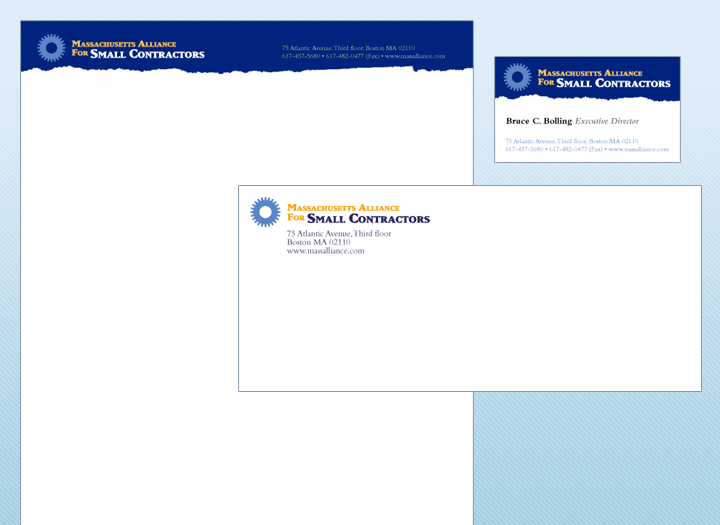 Massachusetts Alliance
For Small Contractors
75 Atlantic Avenue, Third floor, Boston MA 02110
617-457-5680 • 617-482-0477 (Fax) • www.massalliance.com
Massachusetts Alliance
For Small Contractors
Bruce C. Bolling Executive Director
75 Atlantic Avenue, Third floor, Boston MA 02110
617-457-5680 • 617-482-0477 (Fax) • www.massalliance.com
Massachusetts Alliance
For Small Contractors
75 Atlantic Avenue, Third floor
Boston MA 02110
www.massalliance.com